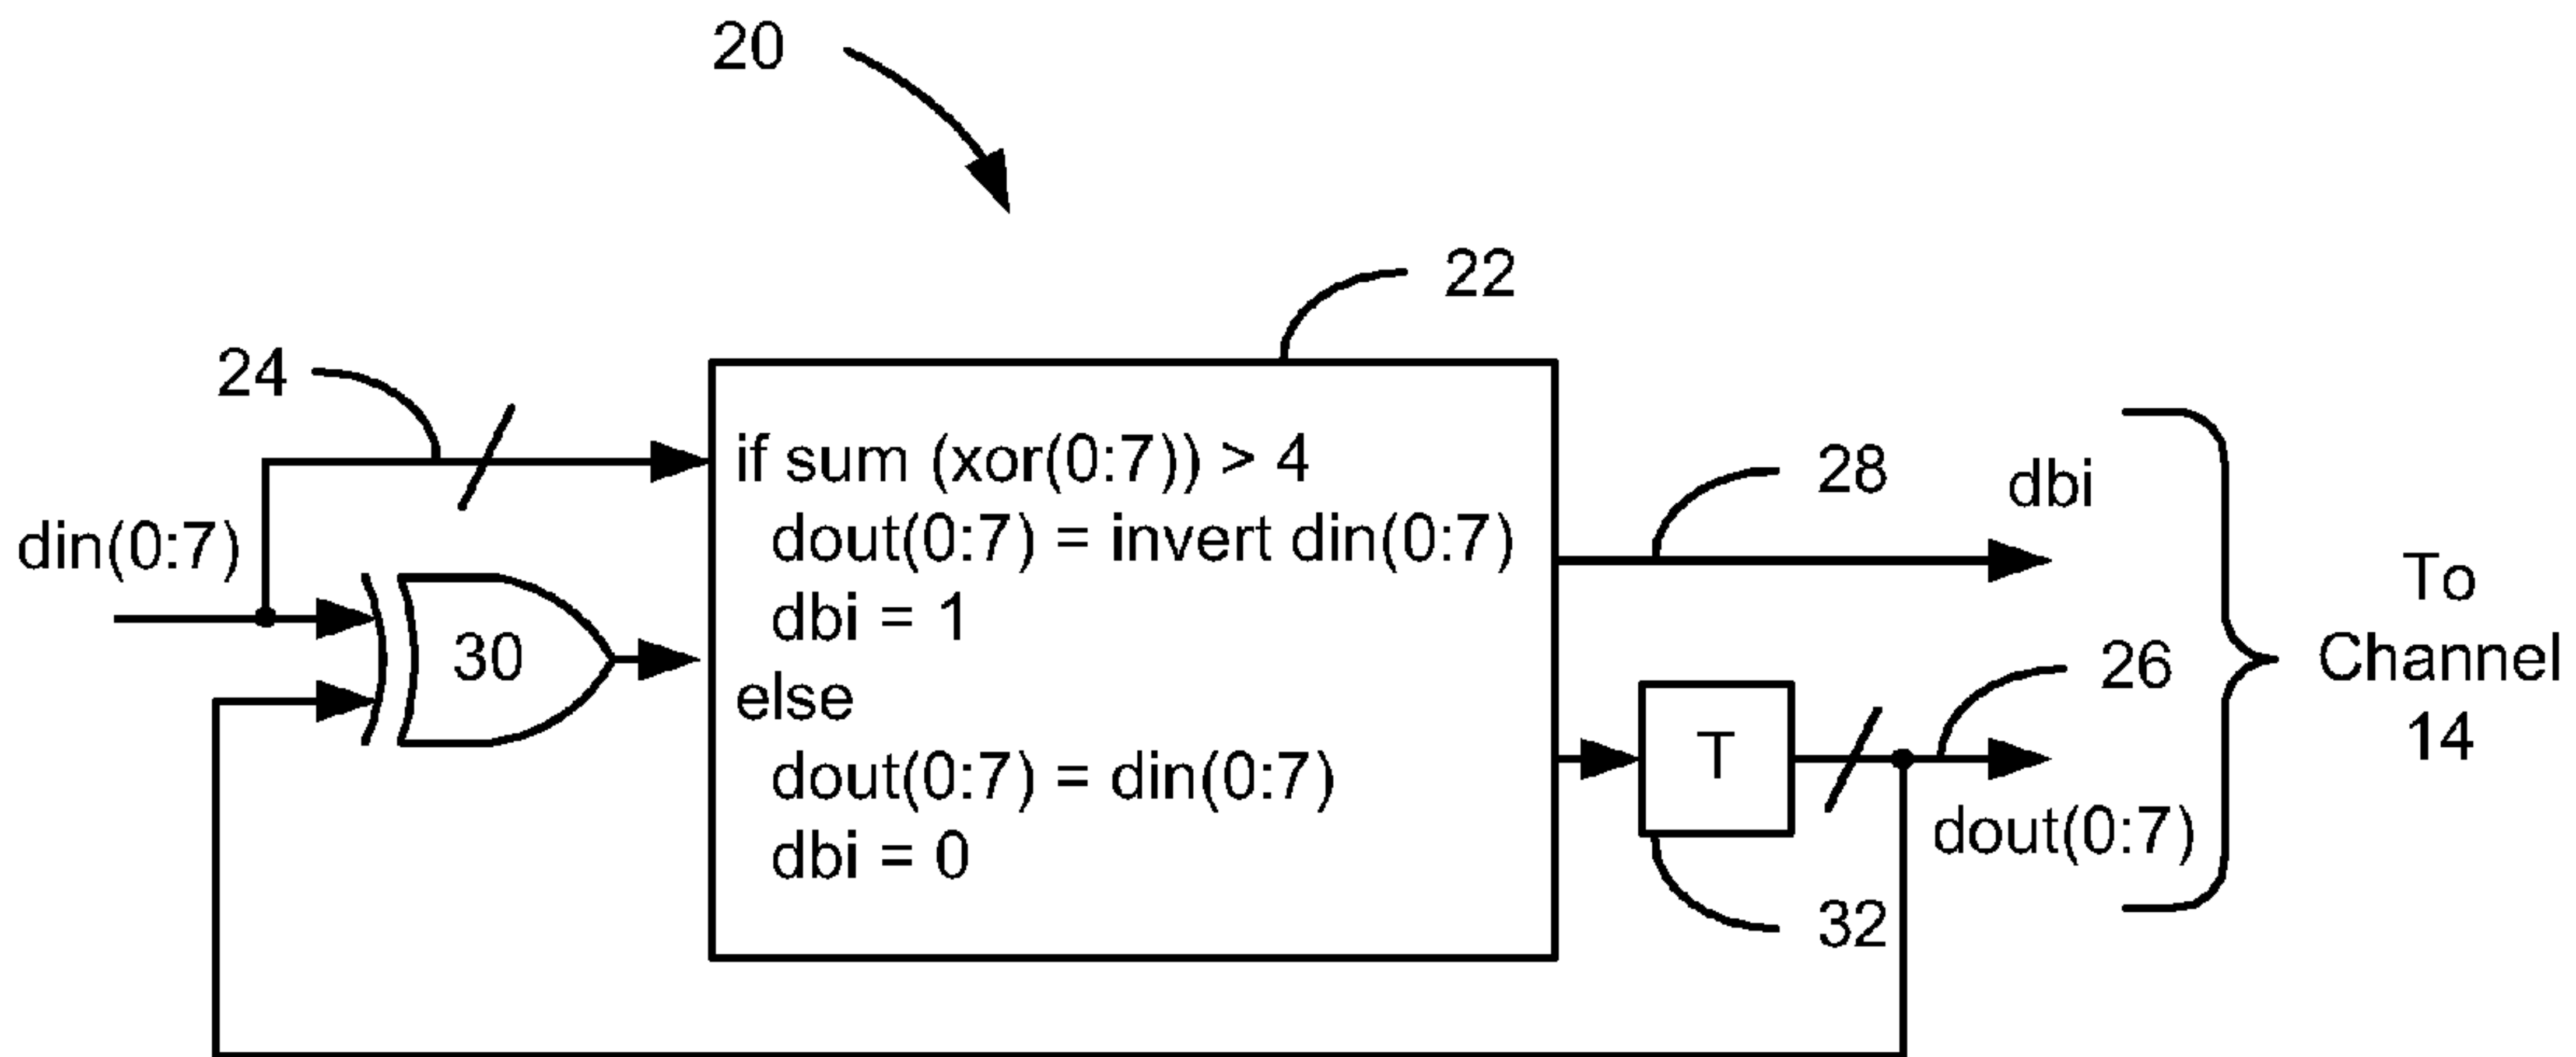 20
22
24
if sum (xor(0:7)) > 4
dout(0:7) = invert din(0:7)
dbi = 1
else
dout(0:7) = din(0:7)
dbi = 0
din(0:7)
30
28
dbi
26
T
dout(0:7)
32
To
Channel
14